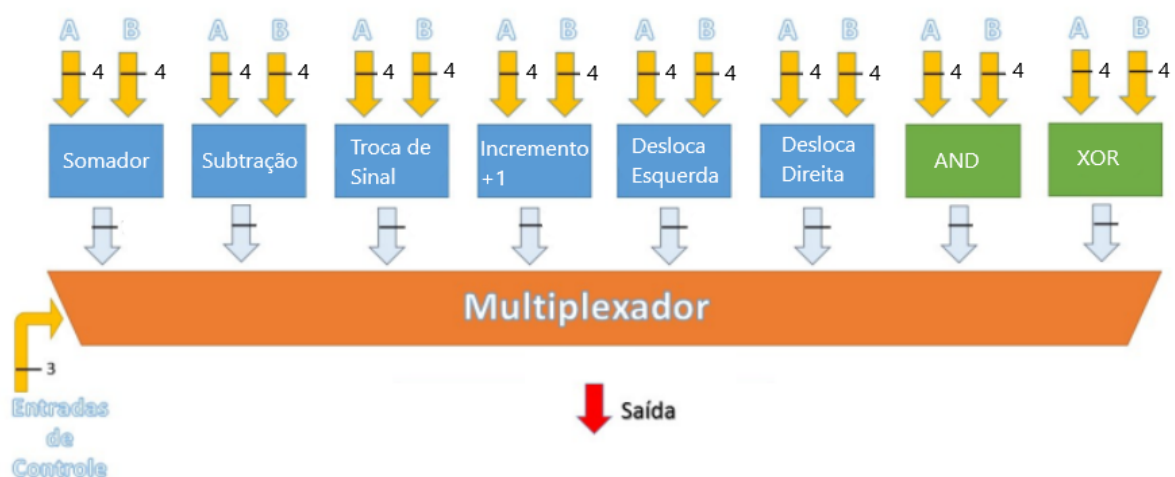 A B A B A B A B A B A B A B A B
4 4 4 4 4 4 4 4 4 4 4 4 4 4 4 4
Somador
Subtração
Troca de
Sinal
Incremento
+1
Desloca
Esquerda
Desloca
Direita
AND
XOR
Multiplexador
3
Entradas
de
Controle
Saída